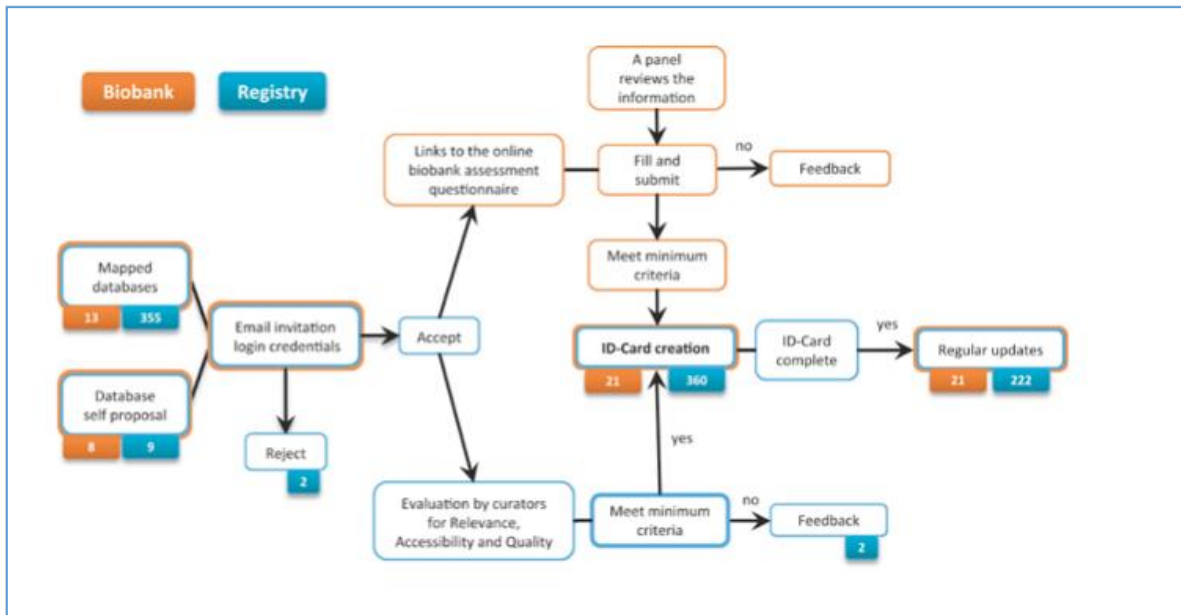 Biobank
Registry
A panel
reviews the
information
Links to the online
biobank assessment
questionnaire
Fill and
submit
no
Feedback
Mapped
databases
13
355
Meet minimum
criteria
Email invitation
login credentials
Accept
ID-Card creation
21
360
ID-Card
complete
yes
Regular updates
21
222
Database
self proposal
8
9
Reject
2
yes
Evaluation by curators
for Relevance,
Accessibility and Quality
Meet minimum
criteria
no
Feedback
2